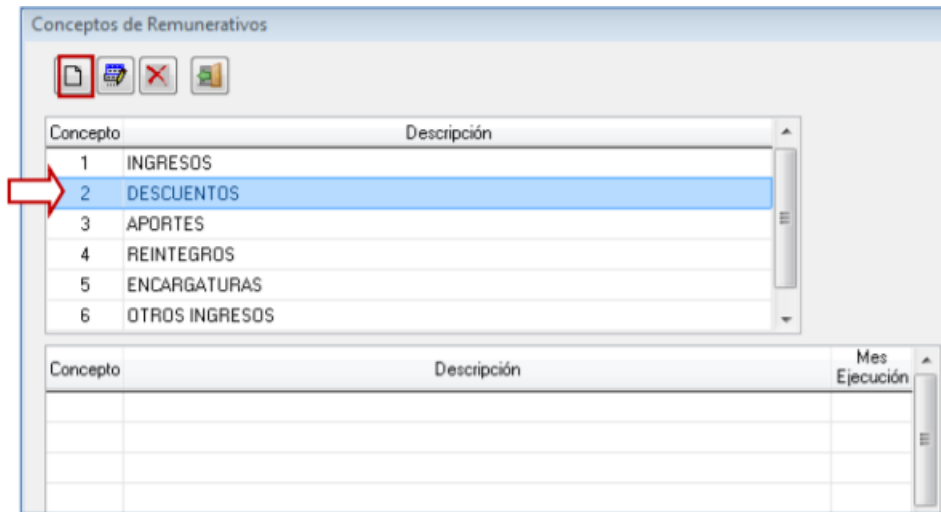 Conceptos de Remunerativos
Concepto Descripción
1 INGRESOS
2 DESCUENTOS
3 APORTES
4 REINTEGROS
5 ENCARGATURAS
6 OTROS INGRESOS
Concepto Descripción Mes
Ejecución